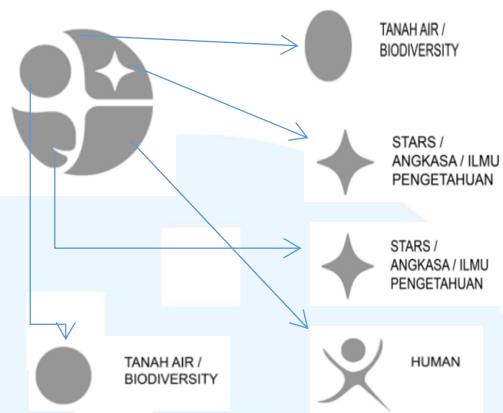 TANAH AIR /
BIODIVERSITY
STARS /
ANGKASA / ILMU
PENGETAHUAN
STARS /
ANGKASA / ILMU
PENGETAHUAN
TANAH AIR /
BIODIVERSITY
HUMAN